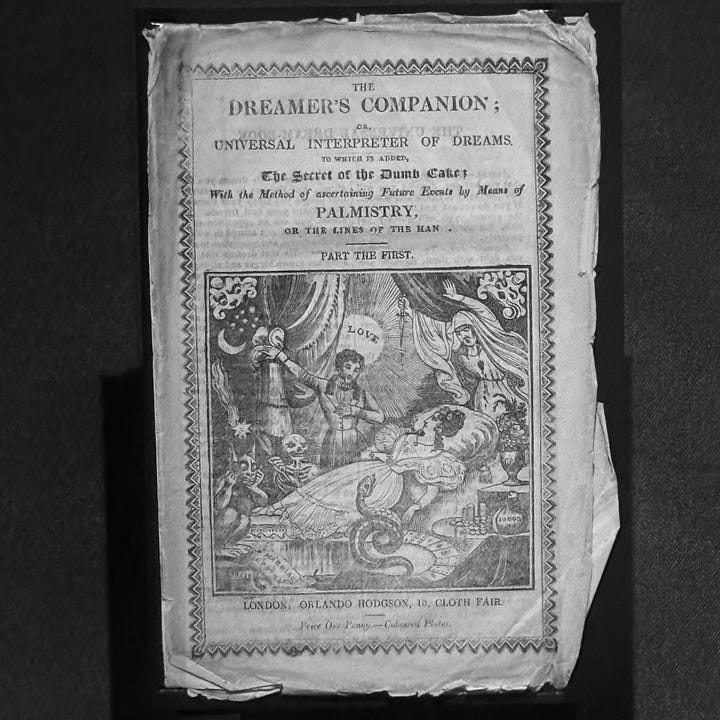 THE
DREAMER'S COMPANION;
OR,
UNIVERSAL INTERPRETER OF DREAMS.
TO WHICH IS ADDED,
The Secret of the Dumb Cake;
With the Method of ascertaining Future Events by Means of
PALMISTRY,
OR THE LINES OF THE HAN .
PART THE FIRST.
LOVE
LONDON: ORLANDO HODGSON, 10, CLOTH FAIR.
Price One Penny.—Coloured Plates.